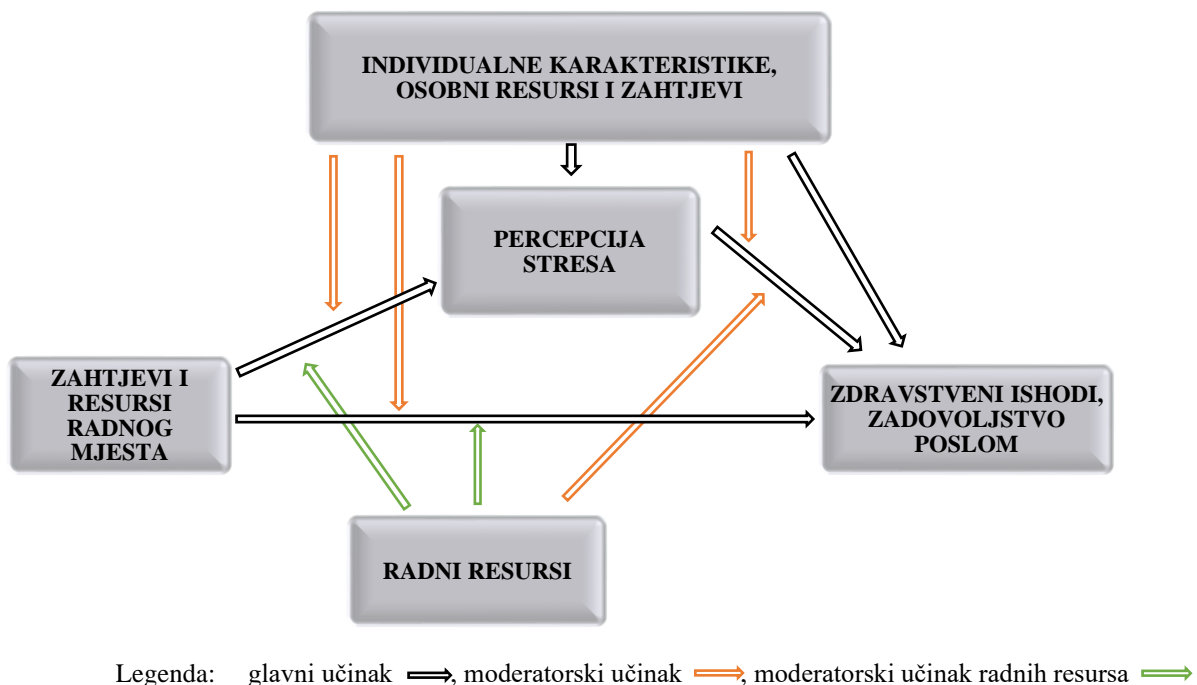 INDIVIDUALNE KARAKTERISTIKE,
OSOBNI RESURSI I ZAHTJEVI
PERCEPCIJA
STRESA
ZAHTJEVI I
RESURSI
RADNOG
MJESTA
ZDRAVSTVENI ISHODI,
ZADOVOLJSTVO
POSLOM
RADNI RESURSI
Legenda: glavni učinak , moderatorski učinak , moderatorski učinak radnih resursa